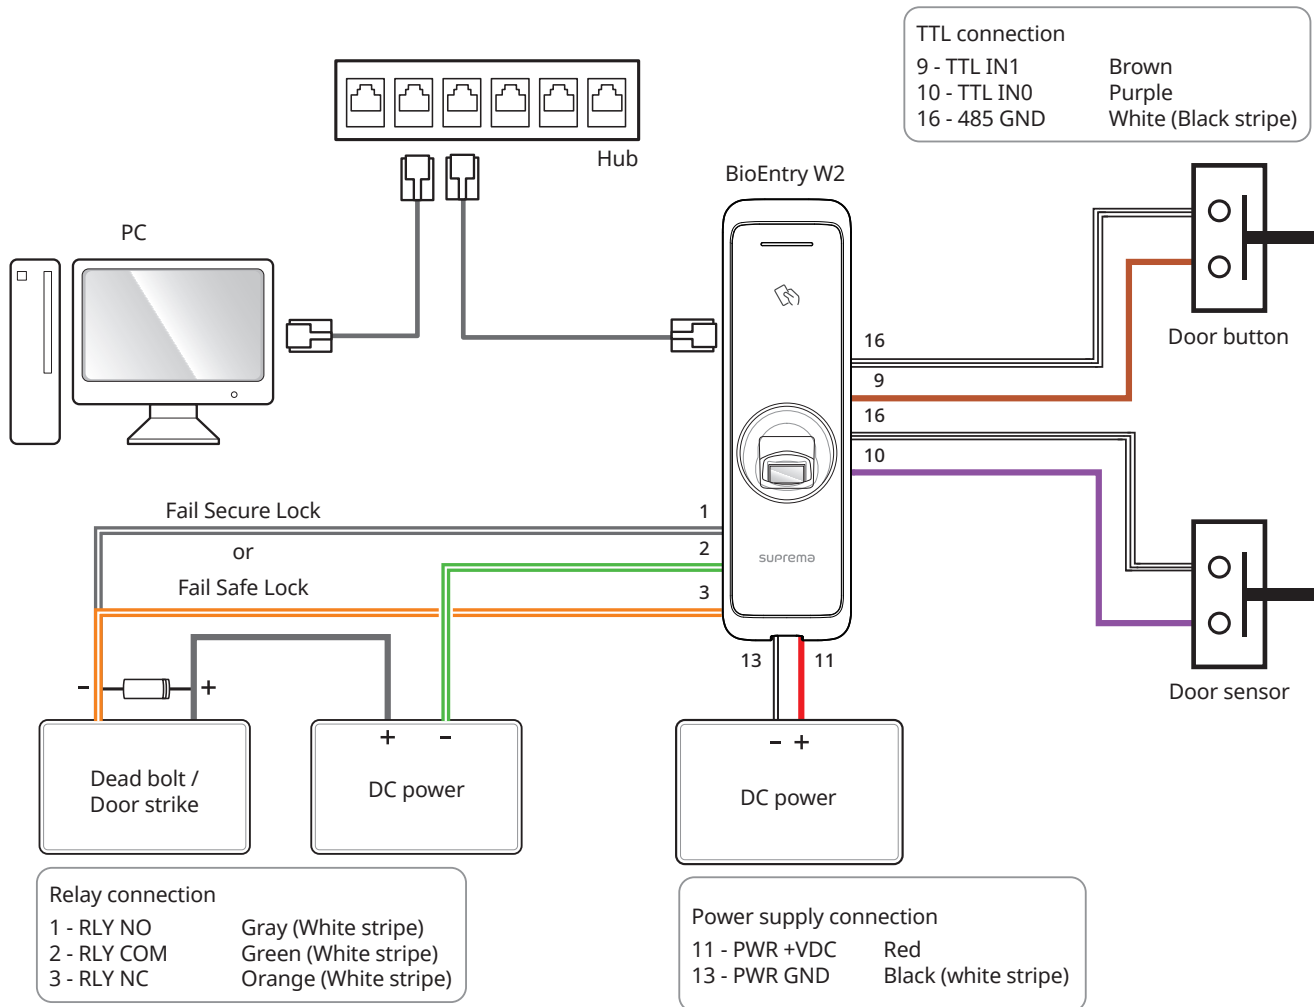 TTL connection
9 - TTL IN1 Brown
10 - TTL IN0 Purple
16 - 485 GND White (Black stripe)
Hub
BioEntry W2
PC
Door button
16
9
16
10
Fail Secure Lock
1
or
2
Fail Safe Lock
3
suprema
13 11
Door sensor
- +
+ -
- +
Dead bolt /
Door strike
DC power
DC power
Relay connection
1 - RLY NO Gray (White stripe)
2 - RLY COM Green (White stripe)
3 - RLY NC Orange (White stripe)
Power supply connection
11 - PWR +VDC Red
13 - PWR GND Black (white stripe)